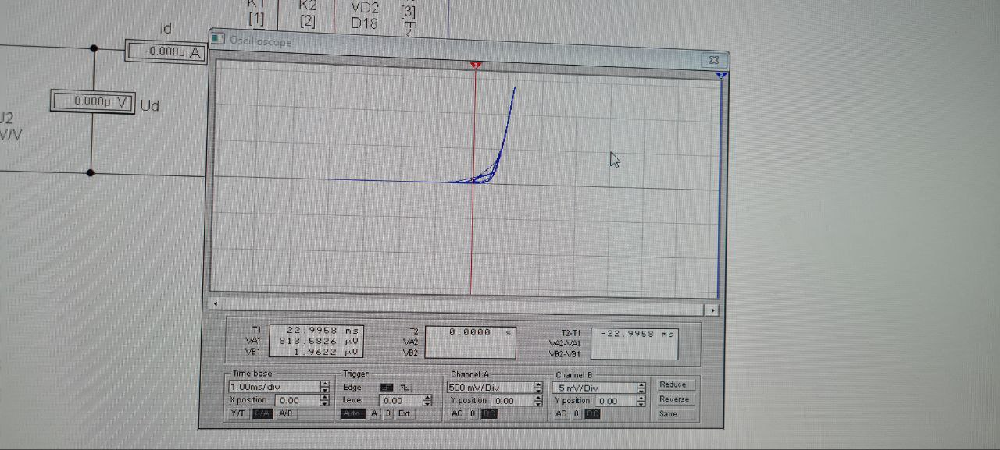 K1 K2 VD2
[1] [2] D18 [3]
Id
-0.000µ A
0.000µ V Ud
V/V
Oscilloscope
1
2
T1 22.9958 ms T2 0.0000 s T2-T1 -22.9958 ms
VA1 813.5826 µV VA2 VA2-VA1
VB1 1.9622 µV VB2 VB2-VB1
Time base Trigger Channel A Channel B
1.00ms/div Edge 500 mV/Div 5 mV/Div Reduce
X position 0.00 Level 0.00 Y position 0.00 Y position 0.00 Reverse
Y/T B/A A/B Auto A B Ext AC 0 DC AC 0 DC Save